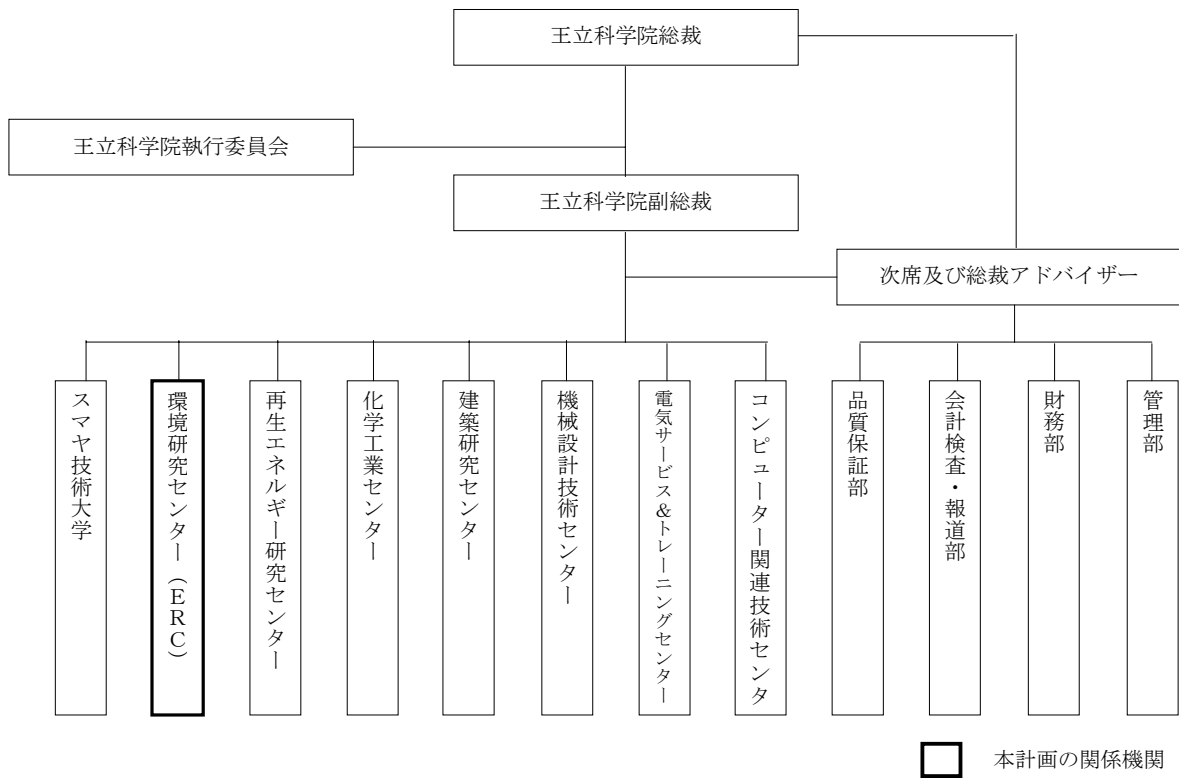 王立科学院総裁
王立科学院執行委員会
王立科学院副総裁
次席及び総裁アドバイザー
スマヤ技術大学
環境研究センター（ERC）
再生エネルギー研究センター
化学工業センター
建築研究センター
機械設計技術センター
電気サービス&トレーニングセンター
コンピューター関連技術センタ
品質保証部
会計検査・報道部
財務部
管理部
本計画の関係機関